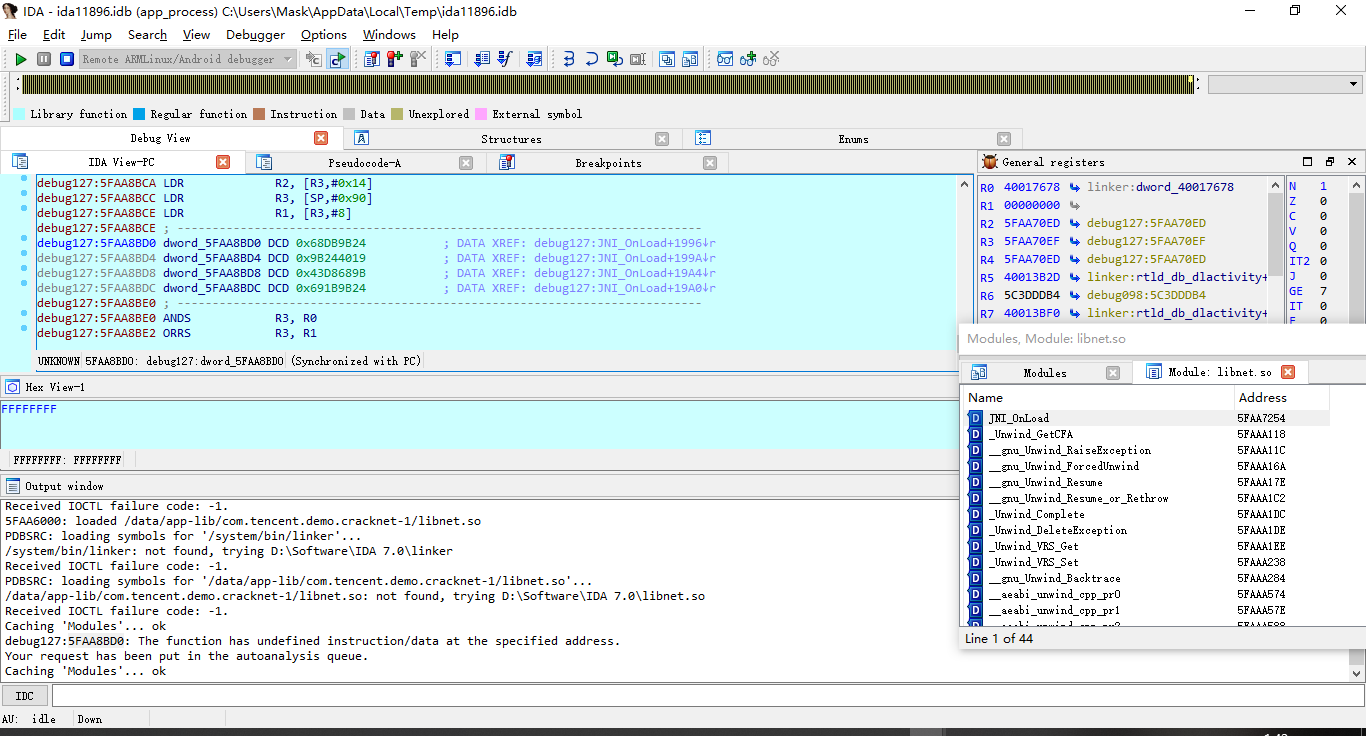 IDA - ida11896.idb (app_process) C:\Users\Mask\AppData\Local\Temp\ida11896.idb
File Edit Jump Search View Debugger Options Windows Help
Remote ARMLinux/Android debugger
Library function Regular function Instruction Data Unexplored External symbol
Debug View Structures Enums
IDA View-PC Pseudocode-A Breakpoints
debug127:5FAA8BCA LDR R2, [R3,#0x14]
debug127:5FAA8BCC LDR R3, [SP,#0x90]
debug127:5FAA8BCE LDR R1, [R3,#8]
debug127:5FAA8BCE ; ---------------------------------------------------------------------------
debug127:5FAA8BD0 dword_5FAA8BD0 DCD 0x68DB9B24 ; DATA XREF: debug127:JNI_OnLoad+1996↓r
debug127:5FAA8BD4 dword_5FAA8BD4 DCD 0x9B244019 ; DATA XREF: debug127:JNI_OnLoad+199A↓r
debug127:5FAA8BD8 dword_5FAA8BD8 DCD 0x43D8689B ; DATA XREF: debug127:JNI_OnLoad+19A4↓r
debug127:5FAA8BDC dword_5FAA8BDC DCD 0x691B9B24 ; DATA XREF: debug127:JNI_OnLoad+19A0↓r
debug127:5FAA8BE0 ; ---------------------------------------------------------------------------
debug127:5FAA8BE0 ANDS R3, R0
debug127:5FAA8BE2 ORRS R3, R1
UNKNOWN 5FAA8BD0: debug127:dword_5FAA8BD0 (Synchronized with PC)
General registers
R0 40017678 linker:dword_40017678
R1 00000000
R2 5FAA70ED debug127:5FAA70ED
R3 5FAA70EF debug127:5FAA70EF
R4 5FAA70ED debug127:5FAA70ED
R5 40013B2D linker:rtld_db_dlactivity+
R6 5C3DDDB4 debug098:5C3DDDB4
R7 40013BF0 linker:rtld_db_dlactivity+
N 1
Z 0
C 0
V 0
Q 0
IT2 0
J 0
GE 7
IT 0
Hex View-1
FFFFFFFF
FFFFFFFF: FFFFFFFF
Modules, Module: libnet.so
Modules Module: libnet.so
Name Address
JNI_OnLoad 5FAA7254
_Unwind_GetCFA 5FAAA118
__gnu_Unwind_RaiseException 5FAAA11C
__gnu_Unwind_ForcedUnwind 5FAAA16A
__gnu_Unwind_Resume 5FAAA17E
__gnu_Unwind_Resume_or_Rethrow 5FAAA1C2
_Unwind_Complete 5FAAA1DC
_Unwind_DeleteException 5FAAA1DE
_Unwind_VRS_Get 5FAAA1EE
_Unwind_VRS_Set 5FAAA238
__gnu_Unwind_Backtrace 5FAAA284
__aeabi_unwind_cpp_pr0 5FAAA574
__aeabi_unwind_cpp_pr1 5FAAA57E
Line 1 of 44
Output window
Received IOCTL failure code: -1.
5FAA6000: loaded /data/app-lib/com.tencent.demo.cracknet-1/libnet.so
PDBSRC: loading symbols for '/system/bin/linker'...
/system/bin/linker: not found, trying D:\Software\IDA 7.0\linker
Received IOCTL failure code: -1.
PDBSRC: loading symbols for '/data/app-lib/com.tencent.demo.cracknet-1/libnet.so'...
/data/app-lib/com.tencent.demo.cracknet-1/libnet.so: not found, trying D:\Software\IDA 7.0\libnet.so
Received IOCTL failure code: -1.
Caching 'Modules'... ok
debug127:5FAA8BD0: The function has undefined instruction/data at the specified address.
Your request has been put in the autoanalysis queue.
Caching 'Modules'... ok
IDC
AU: idle Down